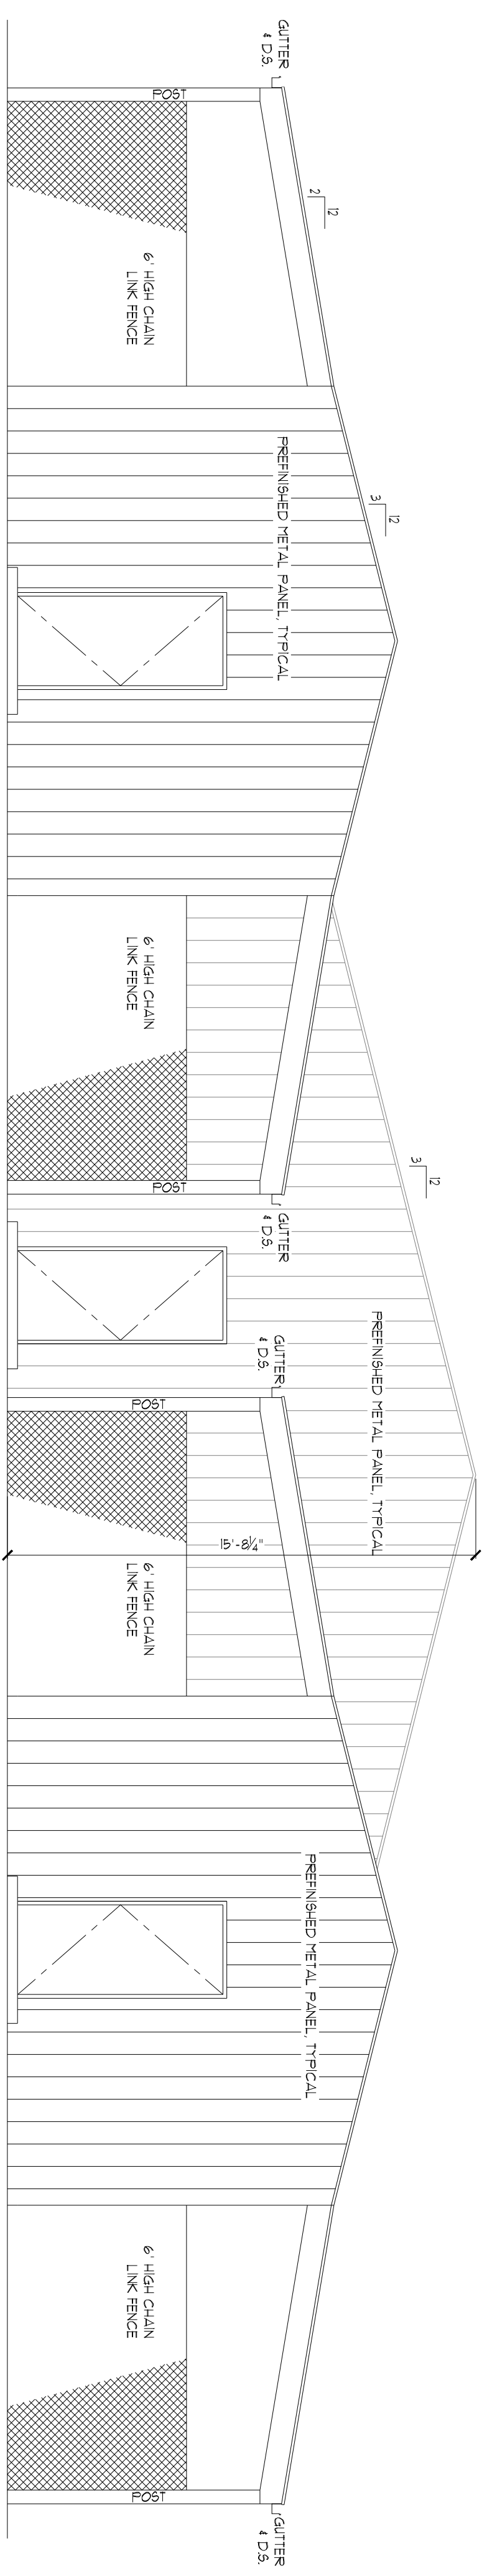 GUTTER
& D.S.
POST
6' HIGH CHAIN
LINK FENCE
12
2
PREFINISHED METAL PANEL, TYPICAL
12
3
6' HIGH CHAIN
LINK FENCE
POST
GUTTER
& D.S.
12
3
PREFINISHED METAL PANEL, TYPICAL
GUTTER
& D.S.
POST
15'-8¼"
6' HIGH CHAIN
LINK FENCE
PREFINISHED METAL PANEL, TYPICAL
6' HIGH CHAIN
LINK FENCE
POST
GUTTER
& D.S.